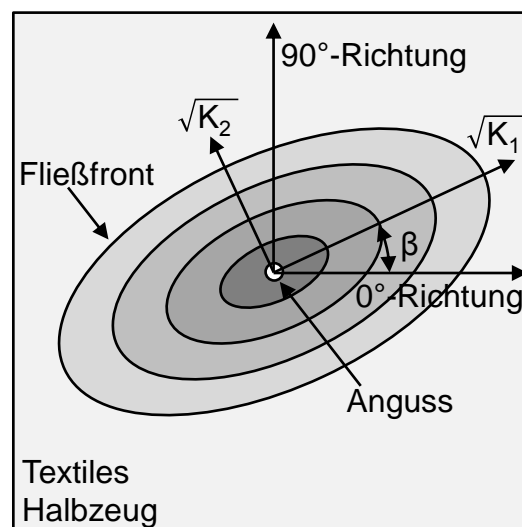 90°-Richtung
√K₂
√K₁
Fließfront
β
0°-Richtung
Anguss
Textiles
Halbzeug